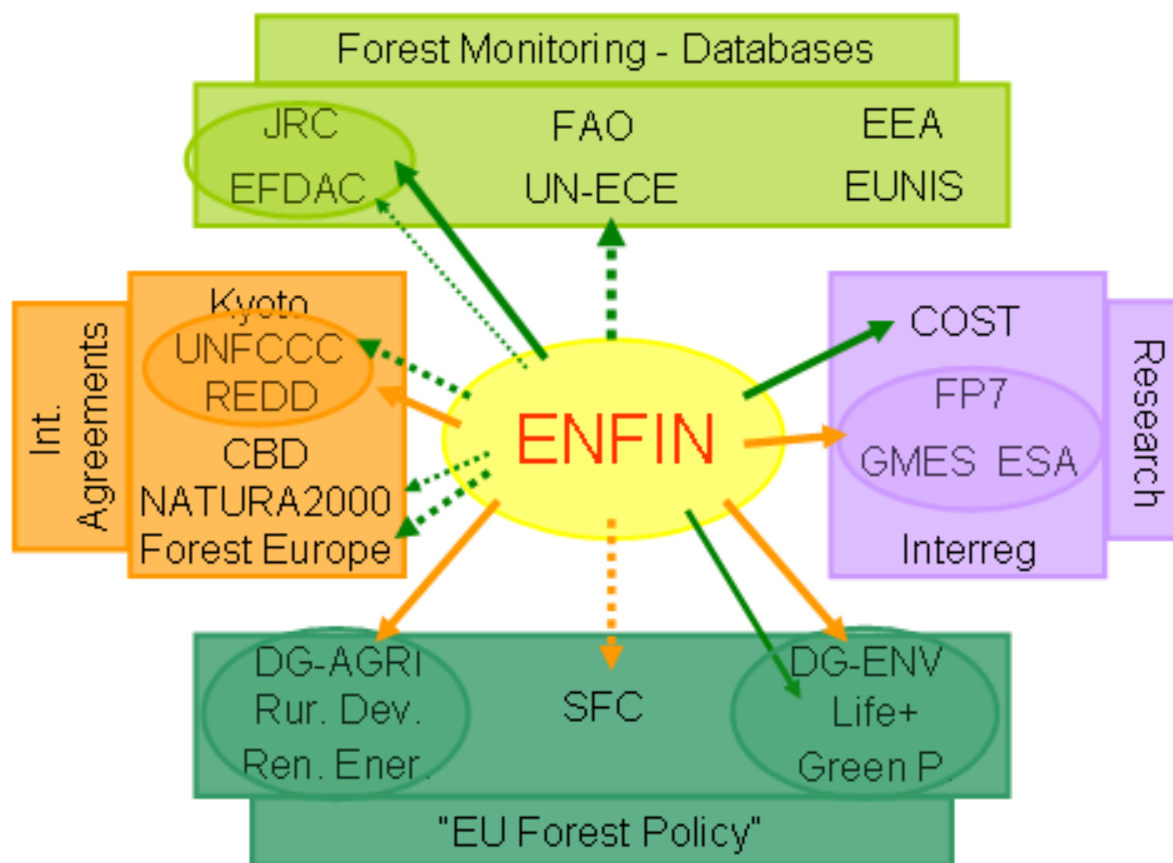 Forest Monitoring - Databases
JRC FAO EEA
EFDAC UN-ECE EUNIS
Int.
Agreements
Kyoto
UNFCCC
REDD
CBD
NATURA2000
Forest Europe
ENFIN
COST
FP7
GMES ESA
Interreg
Research
DG-AGRI SFC DG-ENV
Rur. Dev. Life+
Ren. Ener. Green P.
"EU Forest Policy"